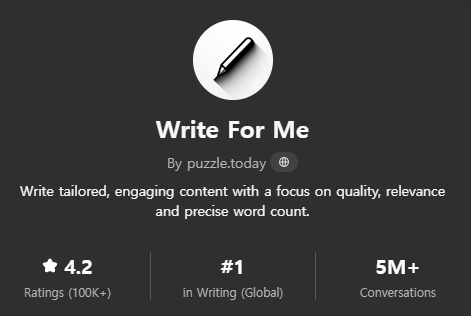 Write For Me
By puzzle.today
Write tailored, engaging content with a focus on quality, relevance
and precise word count.
4.2
#1
5M+
Ratings (100K+)
in Writing (Global)
Conversations